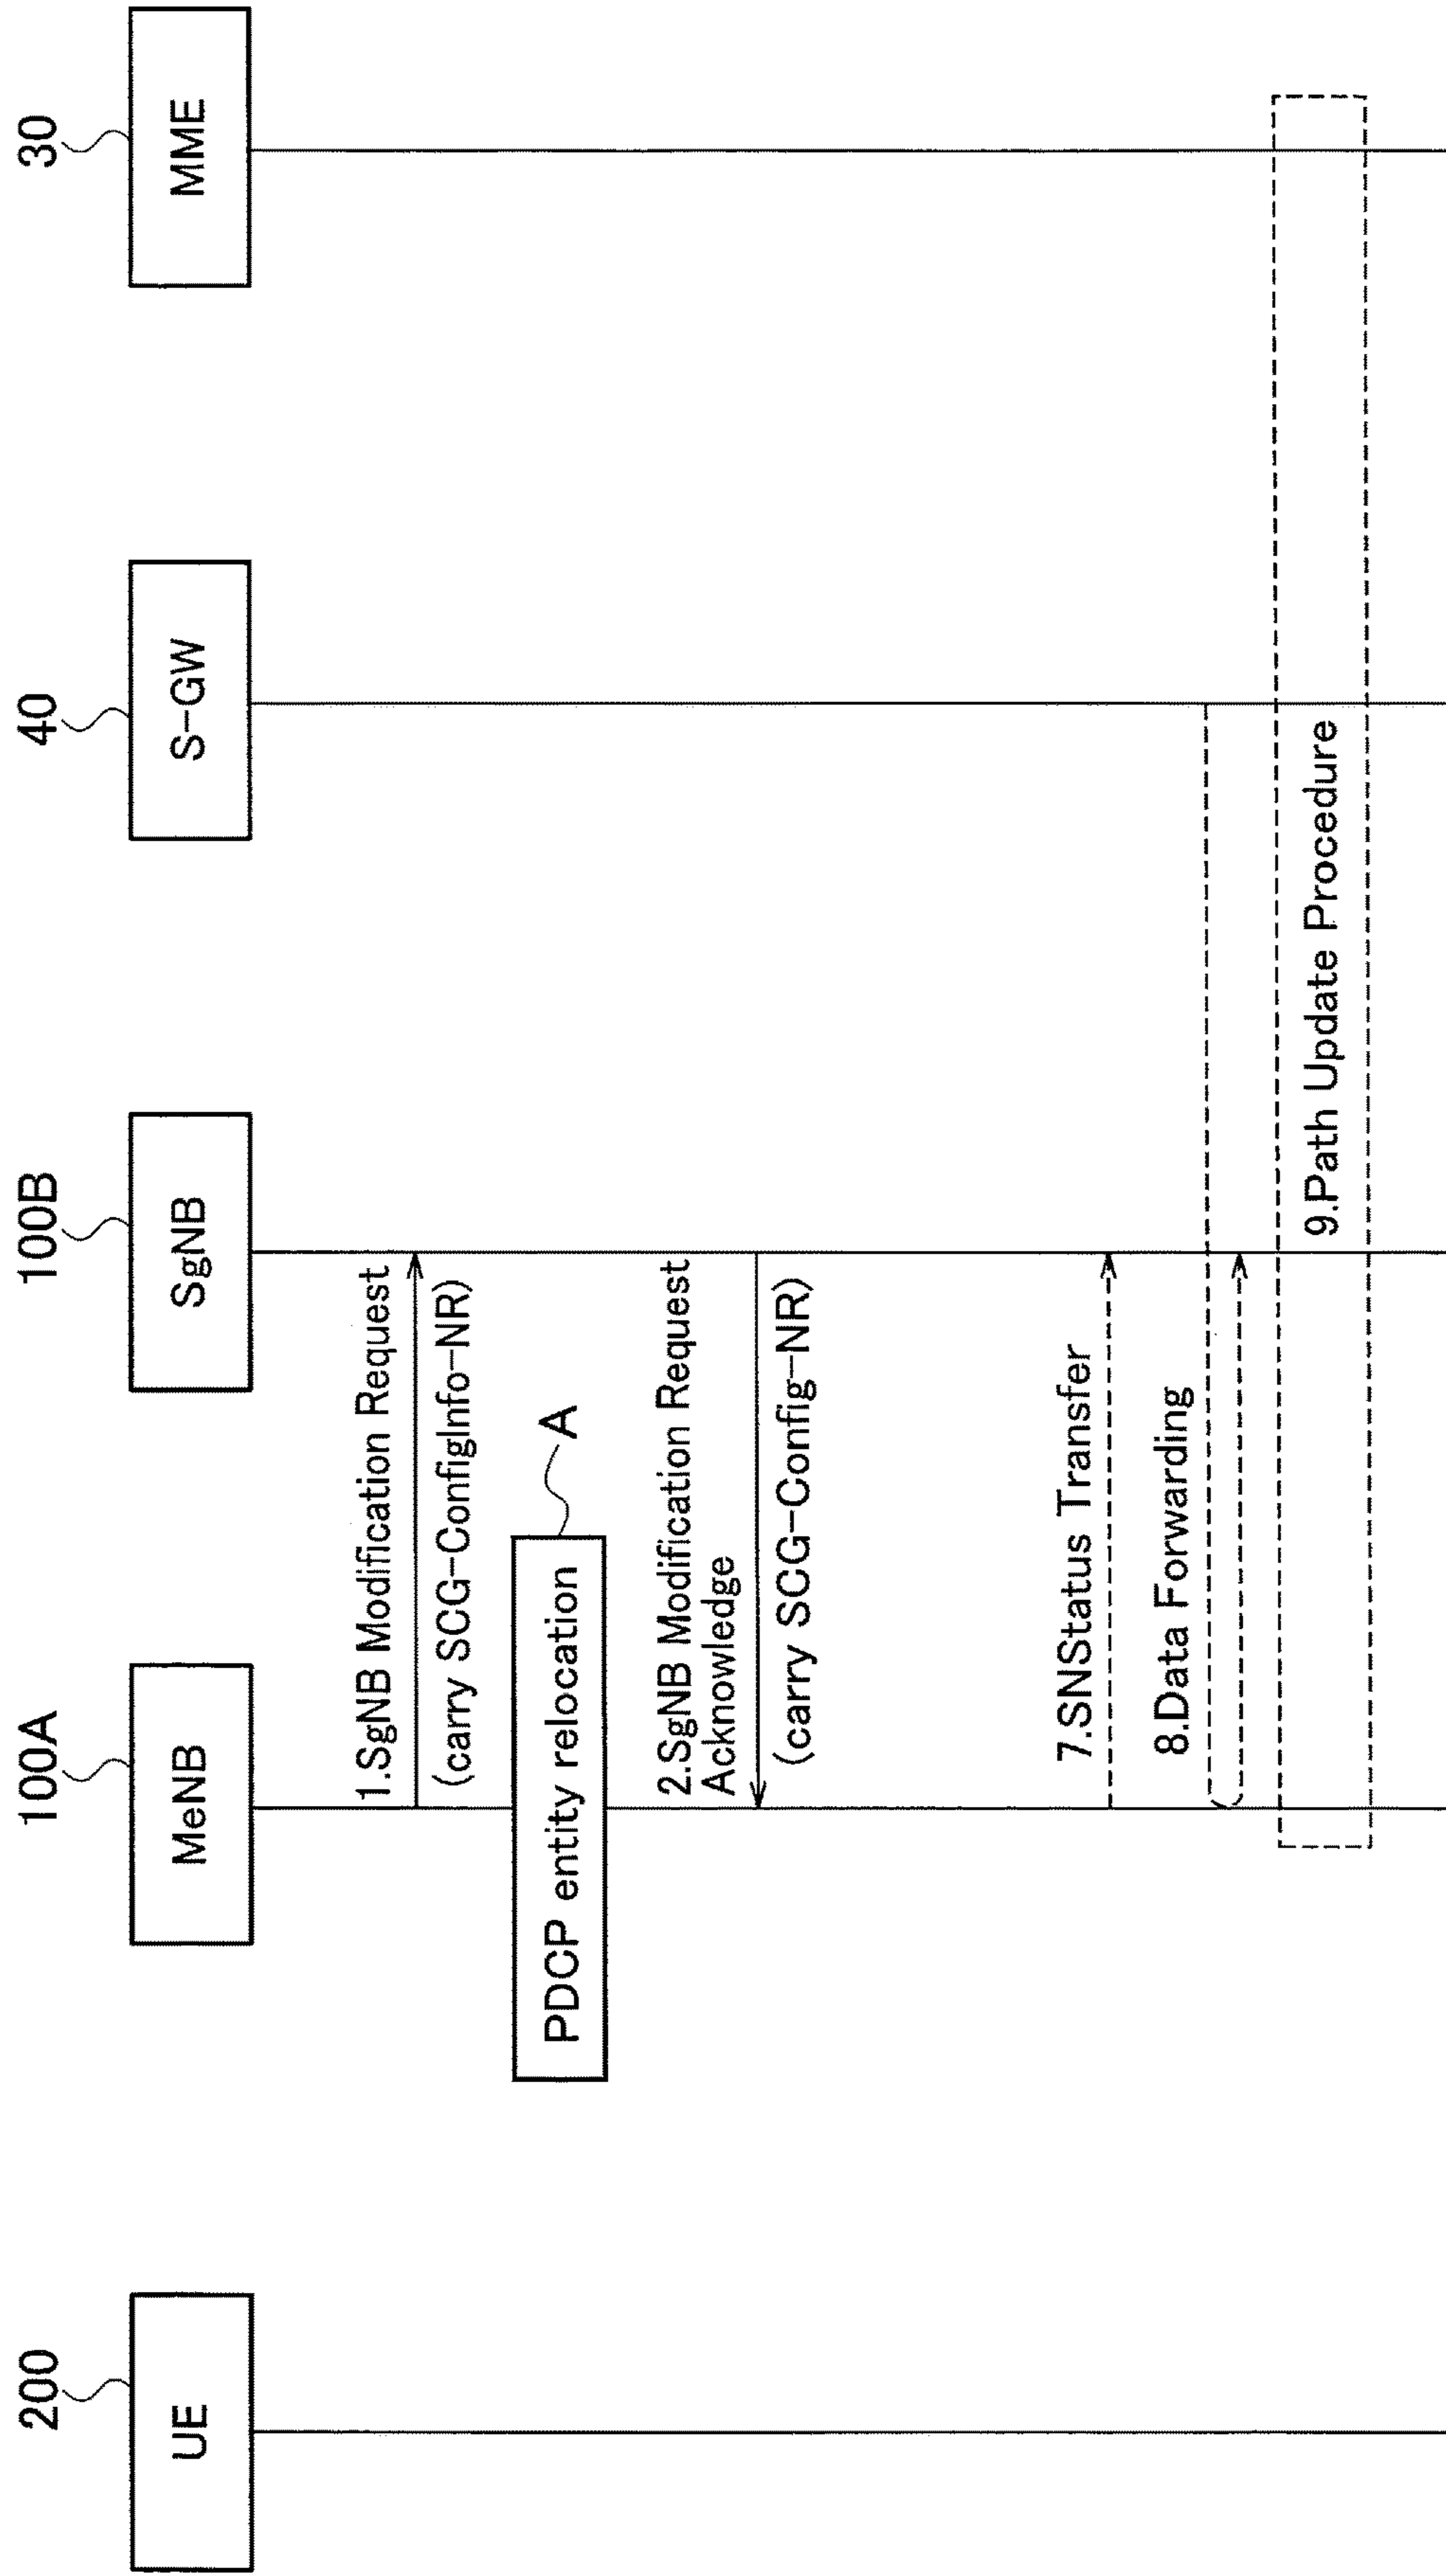 200
100A
100B
40
30
UE
MeNB
SgNB
S-GW
MME
1.SgNB Modification Request
(carry SCG-ConfigInfo-NR)
PDCP entity relocation
A
2.SgNB Modification Request
Acknowledge
(carry SCG-Config-NR)
7.SNStatus Transfer
8.Data Forwarding
9.Path Update Procedure